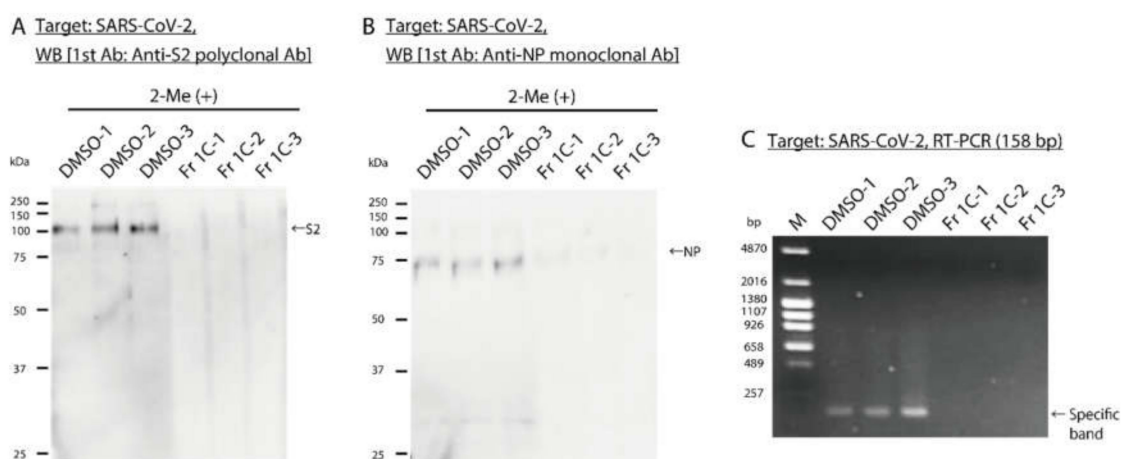 A Target: SARS-CoV-2,
WB [1st Ab: Anti-S2 polyclonal Ab]
2-Me (+)
kDa
DMSO-1
DMSO-2
DMSO-3
Fr 1C-1
Fr 1C-2
Fr 1C-3
250
150
100
75
50
37
25
←S2
B Target: SARS-CoV-2,
WB [1st Ab: Anti-NP monoclonal Ab]
2-Me (+)
kDa
DMSO-1
DMSO-2
DMSO-3
Fr 1C-1
Fr 1C-2
Fr 1C-3
250
150
100
75
50
37
25
←NP
C Target: SARS-CoV-2, RT-PCR (158 bp)
bp
M
DMSO-1
DMSO-2
DMSO-3
Fr 1C-1
Fr 1C-2
Fr 1C-3
4870
2016
1380
1107
926
658
489
257
← Specific
band